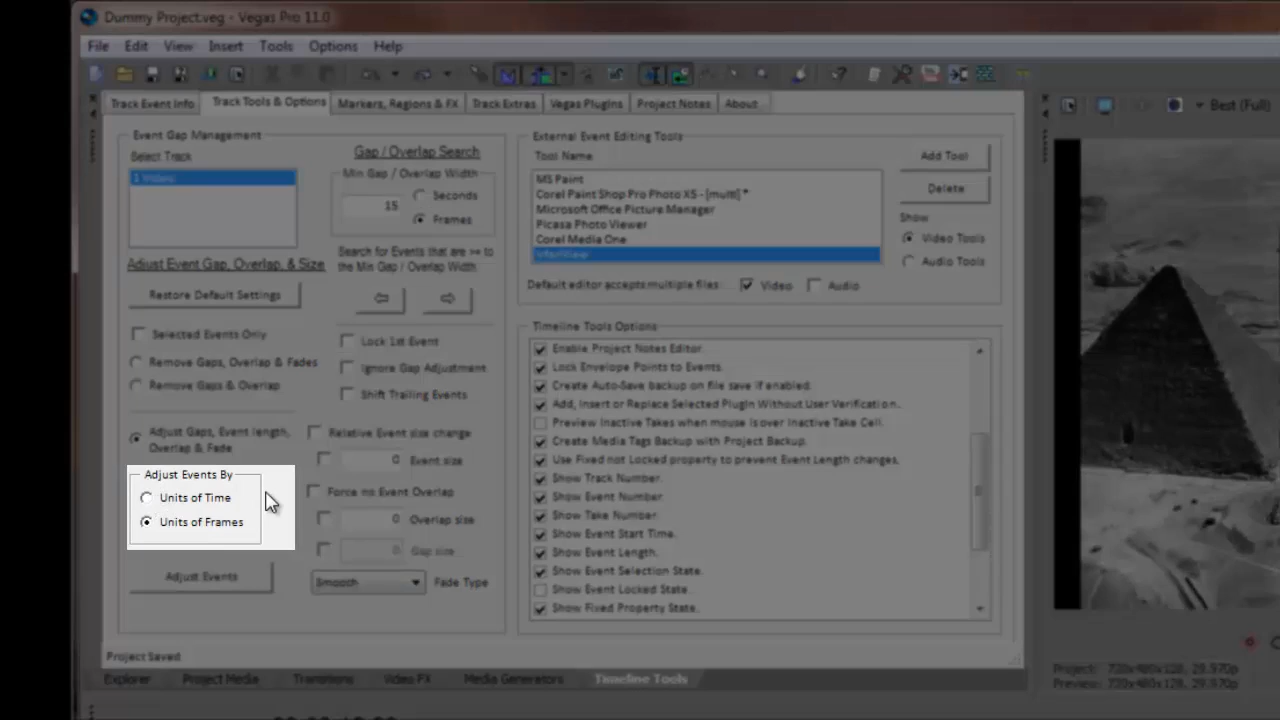 Dummy Project.veg - Vegas Pro 11.0
File Edit View Insert Tools Options Help
Track Event Info Track Tools & Options Markers, Regions & FX Track Extras Vegas PlugIns Project Notes About
Best (Full)
Event Gap Management
Select Track
1 Video
Gap / Overlap Search
Min Gap / Overlap Width
15
Seconds
Frames
Search for Events that are >= to
the Min Gap / Overlap Width.
Adjust Event Gap, Overlap, & Size
Restore Default Settings
Selected Events Only
Remove Gaps, Overlap & Fades
Remove Gaps & Overlap
Lock 1st Event
Ignore Gap Adjustment
Shift Trailing Events
Adjust Gaps, Event length,
Overlap & Fade
Relative Event size change
0 Event size
Adjust Events By
Units of Time
Units of Frames
Force no Event Overlap
0 Overlap size
0 Gap size
Adjust Events
Smooth Fade Type
External Event Editing Tools
Tool Name
MS Paint
Corel Paint Shop Pro Photo X5 - [multi] *
Microsoft Office Picture Manager
Picasa Photo Viewer
Corel Media One
IrfanView
Add Tool
Delete
Show
Video Tools
Audio Tools
Default editor accepts multiple files: Video Audio
Timeline Tools Options
Enable Project Notes Editor.
Lock Envelope Points to Events.
Create Auto-Save backup on file save if enabled.
Add, Insert or Replace Selected PlugIn Without User Verification.
Preview Inactive Takes when mouse is over Inactive Take Cell.
Create Media Tags Backup with Project Backup.
Use Fixed not Locked property to prevent Event Length changes.
Show Track Number.
Show Event Number.
Show Take Number.
Show Event Start Time.
Show Event Length.
Show Event Selection State.
Show Event Locked State.
Show Fixed Property State.
Project Saved
Explorer Project Media Transitions Video FX Media Generators Timeline Tools
Project: 720x480x128, 29.970p
Preview: 720x480x128, 29.970p